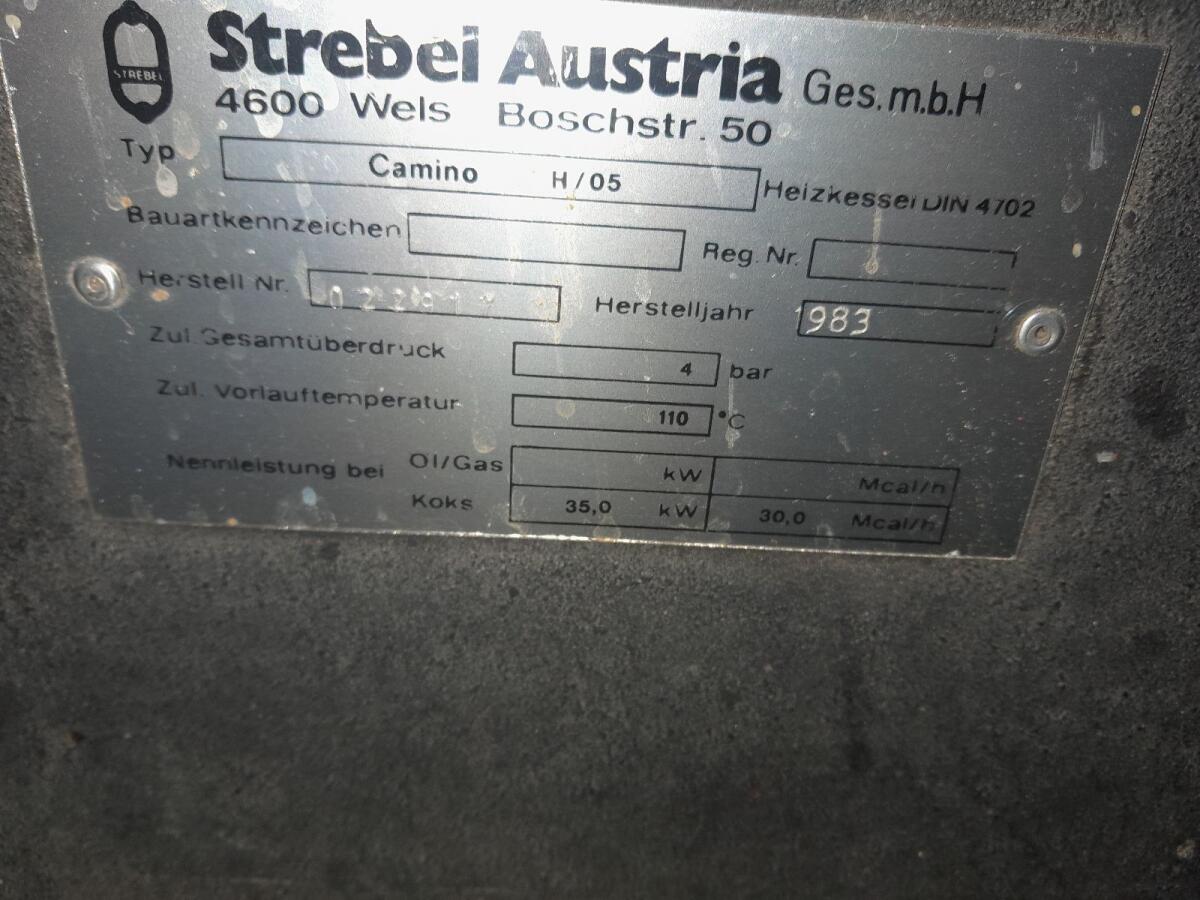 STREBEL
Strebel Austria Ges.m.b.H
4600 Wels Boschstr. 50
Typ Camino H/05 Heizkessel DIN 4702
Bauartkennzeichen Reg. Nr.
Herstell Nr. Herstelljahr 1983
Zul. Gesamtüberdruck 4 bar
Zul. Vorlauftemperatur 110 °C
Nennleistung bei Öl/Gas kW Mcal/h
Koks 35,0 kW 30,0 Mcal/h